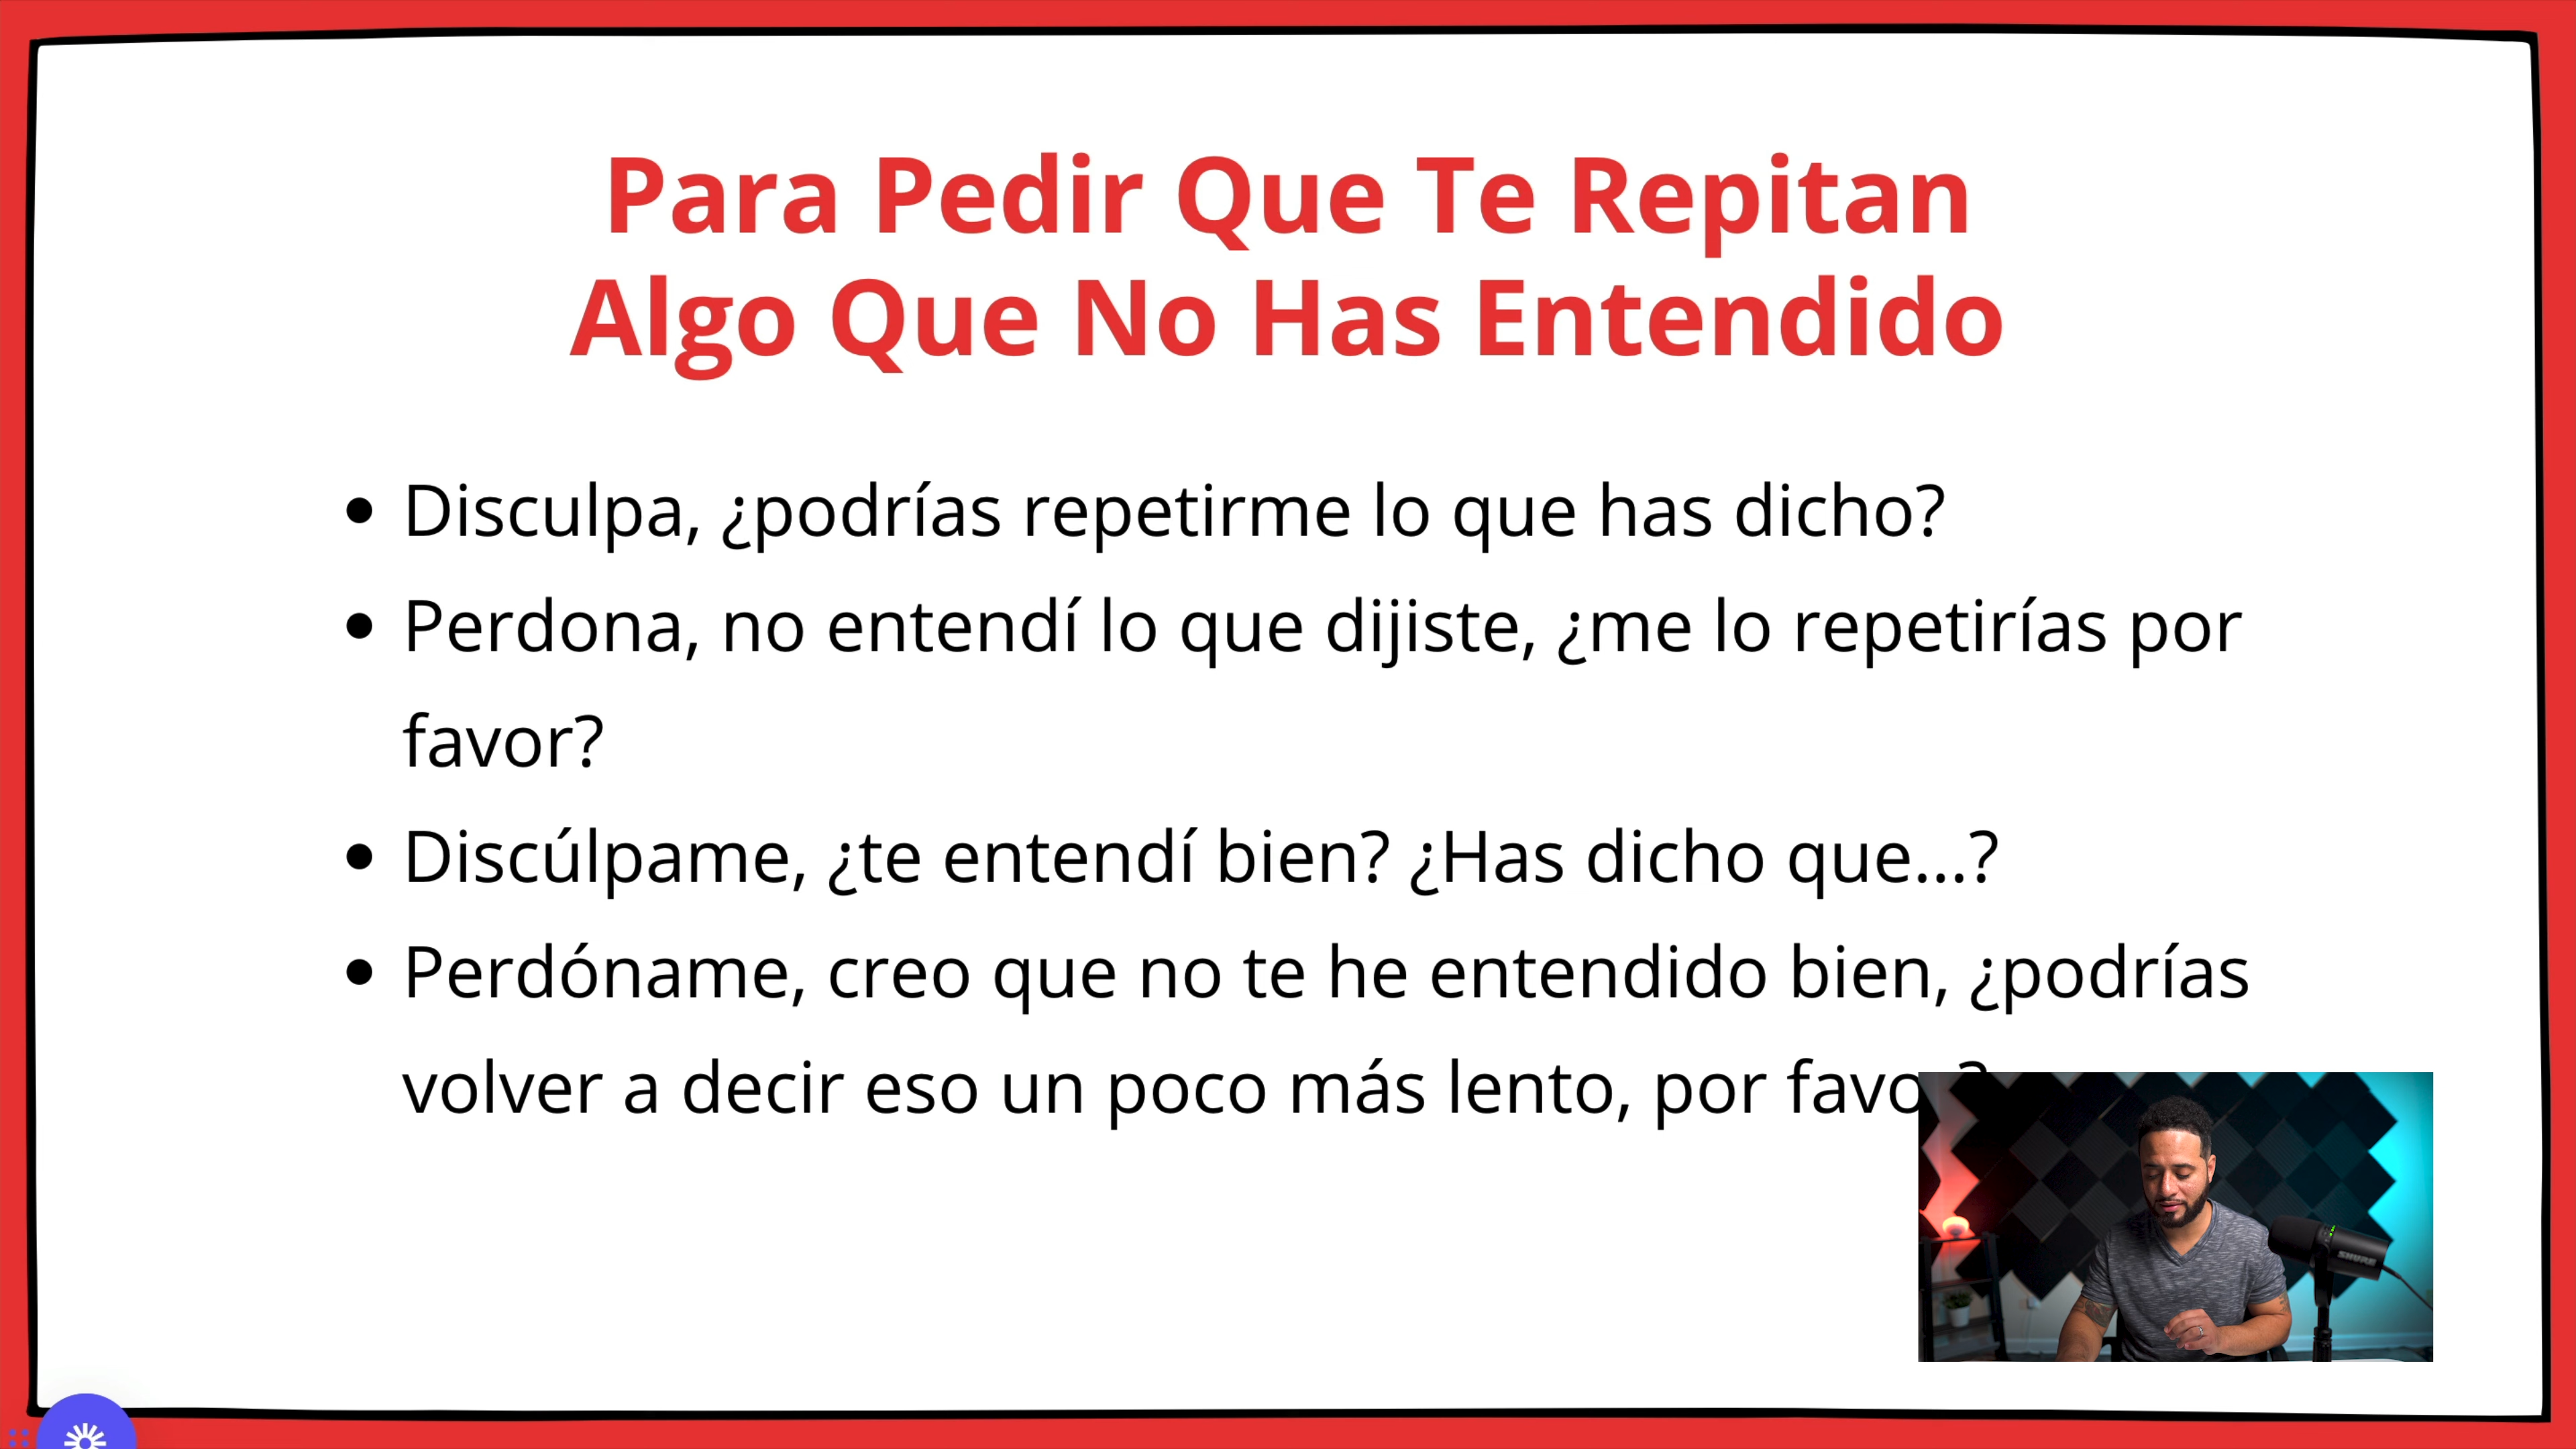 Para Pedir Que Te Repitan
Algo Que No Has Entendido
• Disculpa, ¿podrías repetirme lo que has dicho?
• Perdona, no entendí lo que dijiste, ¿me lo repetirías por
favor?
• Discúlpame, ¿te entendí bien? ¿Has dicho que...?
• Perdóname, creo que no te he entendido bien, ¿podrías
volver a decir eso un poco más lento, por favo ?
SHURE